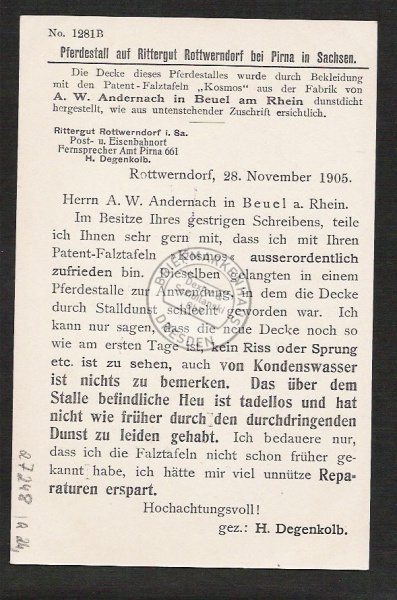 No. 1281B
Pferdestall auf Rittergut Rottwerndorf bei Pirna in Sachsen.
Die Decke dieses Pferdestalles wurde durch Bekleidung
mit den Patent-Falztafeln „Kosmos“ aus der Fabrik von
A. W. Andernach in Beuel am Rhein dunstdicht
hergestellt, wie aus untenstehender Zuschrift ersichtlich.
Rittergut Rottwerndorf i. Sa.
Post- u. Eisenbahnort
Fernsprecher Amt Pirna 661
H. Degenkolb.
Rottwerndorf, 28. November 1905.
Herrn A. W. Andernach in Beuel a. Rhein.
Im Besitze Ihres gestrigen Schreibens, teile
ich Ihnen sehr gern mit, dass ich mit Ihren
Patent-Falztafeln „Kosmos“ ausserordentlich
zufrieden bin. Dieselben gelangten in einem
Pferdestalle zur Anwendung, in dem die Decke
durch Stalldunst schlecht geworden war. Ich
kann nur sagen, dass die neue Decke noch so
wie am ersten Tage ist, kein Riss oder Sprung
etc. ist zu sehen, auch von Kondenswasser
ist nichts zu bemerken. Das über dem
Stalle befindliche Heu ist tadellos und hat
nicht wie früher durch den durchdringenden
Dunst zu leiden gehabt. Ich bedauere nur,
dass ich die Falztafeln nicht schon früher ge-
kannt habe, ich hätte mir viel unnütze Repa-
raturen erspart.
Hochachtungsvoll!
gez.: H. Degenkolb.
DRESDEN